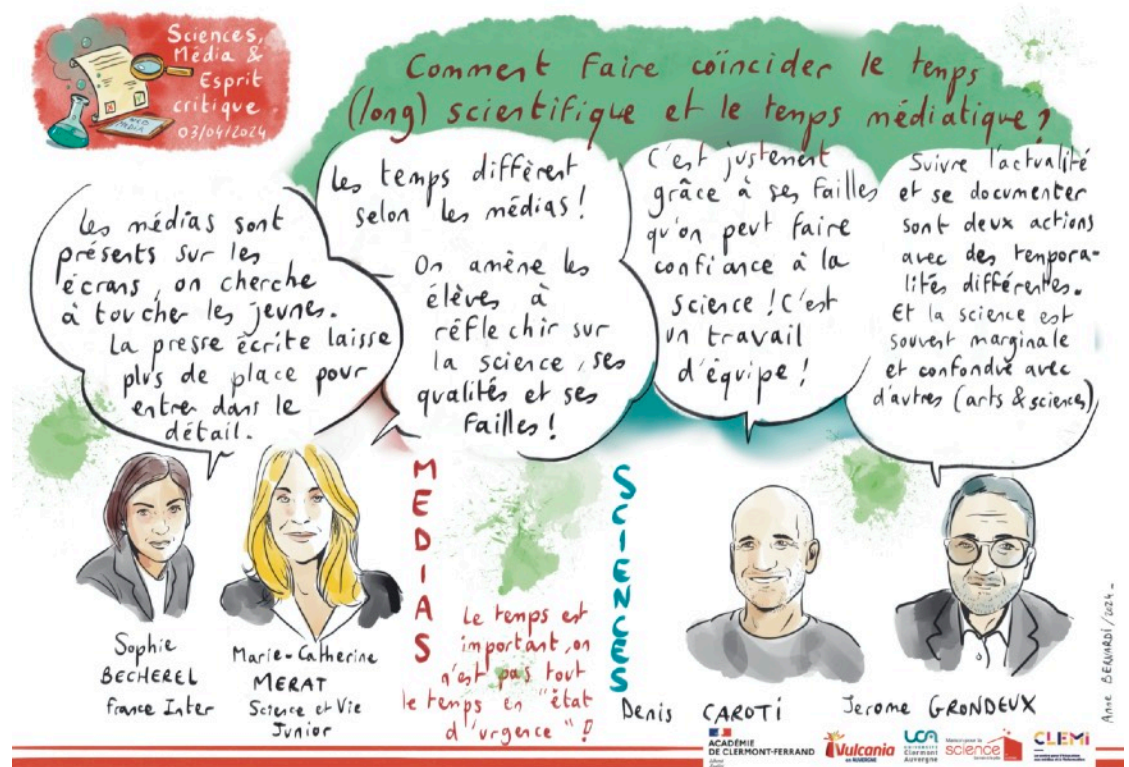 Sciences,
Média &
Esprit
critique
03/04/2024
Comment faire coïncider le temps
(long) scientifique et le temps médiatique ?
Les médias sont
présents sur les
écrans, on cherche
à toucher les jeunes.
La presse écrite laisse
plus de place pour
entrer dans le
détail.
Les temps diffèrent
selon les médias !
On amène les
élèves à
réflechir sur
la science, ses
qualités et ses
failles !
C'est justement
grâce à ses failles
qu'on peut faire
confiance à la
science ! C'est
un travail
d'équipe !
Suivre l'actualité
et se documenter
sont deux actions
avec des tempora-
lités différentes.
Et la science est
souvent marginale
et confondue avec
d'autres (arts & sciences)
MEDIAS
SCIENCES
Le temps est
important, on
n'est pas tout
le temps en "état
d'urgence" !
Sophie
BECHEREL
France Inter
Marie-Catherine
MERAT
Science et Vie
Junior
Denis CAROTI
Jerome GRONDEUX
Anne BERNARDI / 2024 -
ACADÉMIE
DE CLERMONT-FERRAND
Vulcania
en AUVERGNE
UCA
UNIVERSITÉ
Clermont
Auvergne
Maison pour la
science
CLEMI